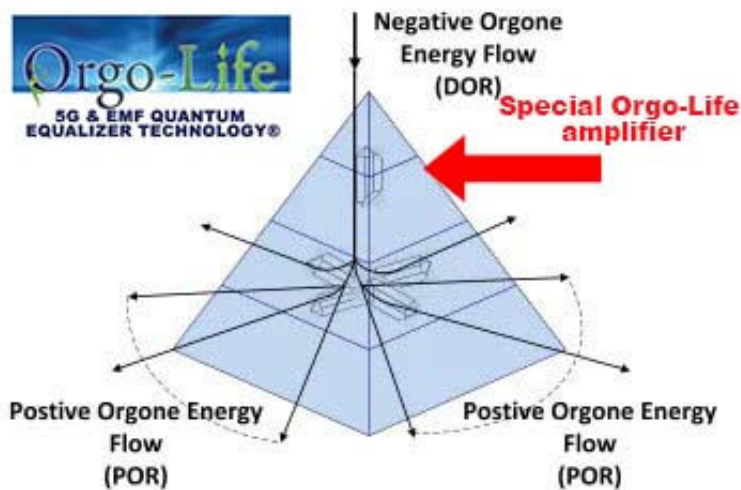 Orgo-Life
5G & EMF QUANTUM
EQUALIZER TECHNOLOGY®
Negative Orgone
Energy Flow
(DOR)
Special Orgo-Life
amplifier
Postive Orgone Energy
Flow
(POR)
Postive Orgone Energy
Flow
(POR)